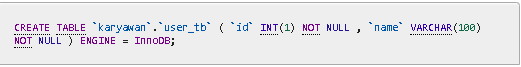 CREATE TABLE `karyawan`.`user_tb` ( `id` INT(1) NOT NULL , `name` VARCHAR(100)
NOT NULL ) ENGINE = InnoDB;